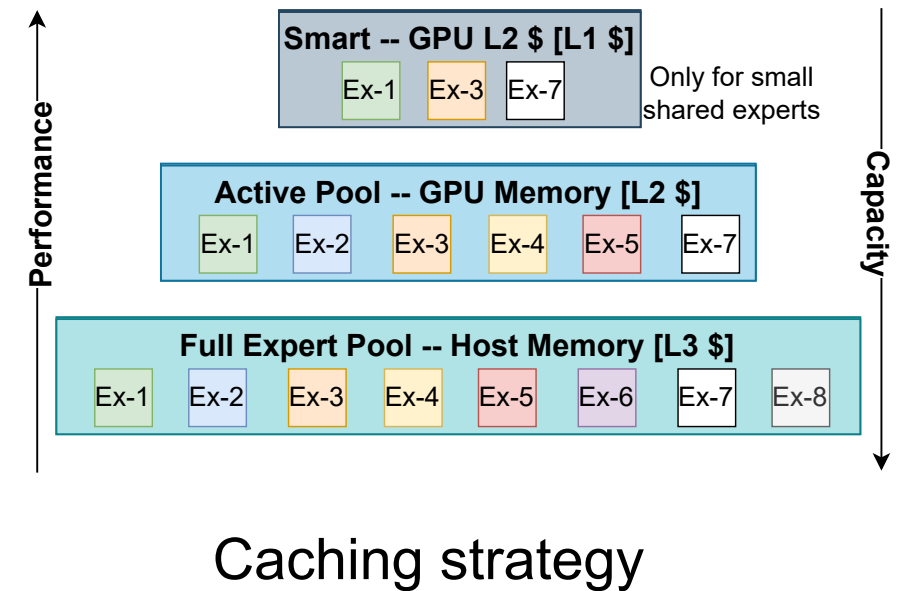 Smart -- GPU L2 $ [L1 $]
Ex-1 Ex-3 Ex-7
Only for small
shared experts
Performance
Capacity
Active Pool -- GPU Memory [L2 $]
Ex-1 Ex-2 Ex-3 Ex-4 Ex-5 Ex-7
Full Expert Pool -- Host Memory [L3 $]
Ex-1 Ex-2 Ex-3 Ex-4 Ex-5 Ex-6 Ex-7 Ex-8
Caching strategy